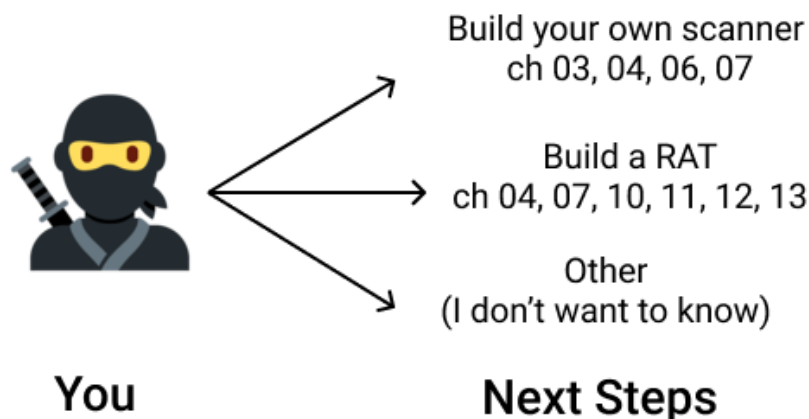 Build your own scanner
ch 03, 04, 06, 07
Build a RAT
ch 04, 07, 10, 11, 12, 13
Other
(I don’t want to know)
You
Next Steps